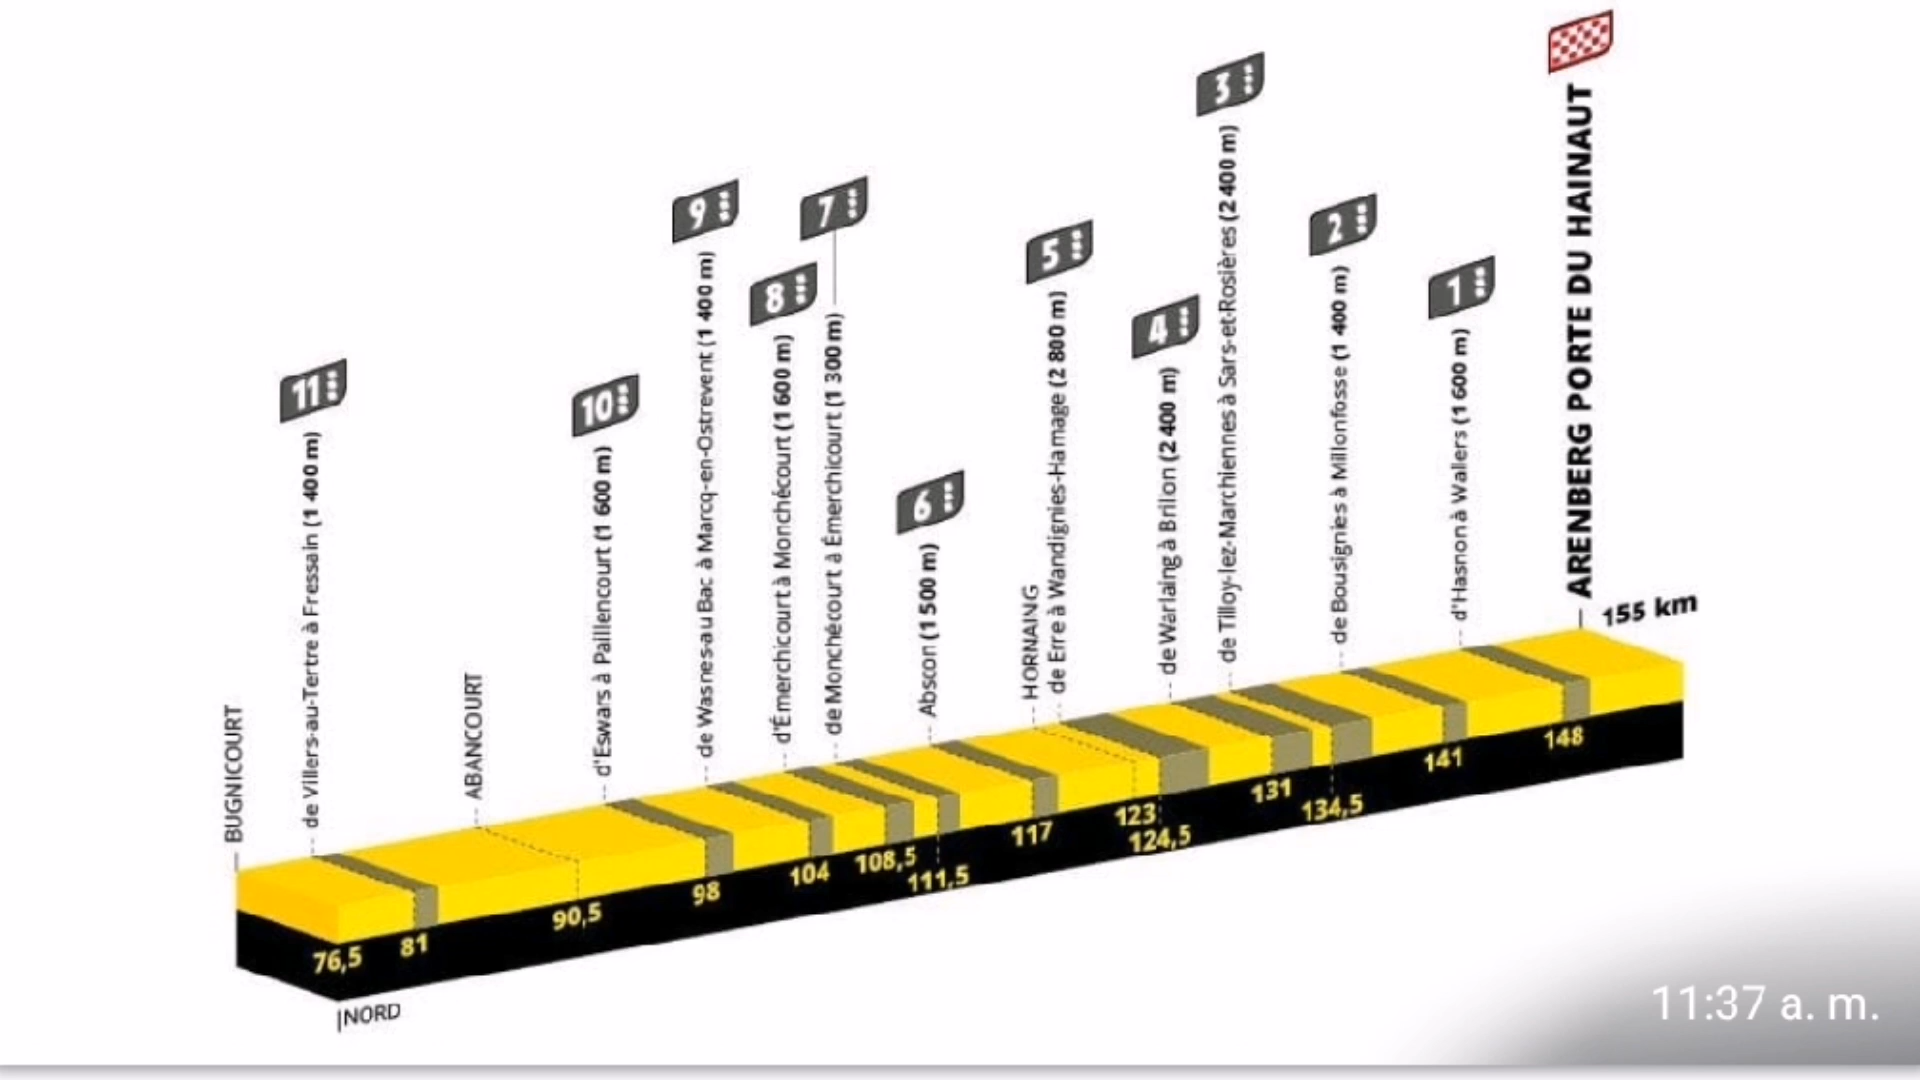 BUGNICOURT
11
de Villers-au-Tertre à Fressain (1 400 m)
ABANCOURT
10
d'Eswars à Paillencourt (1 600 m)
9
de Wasnes-au Bac à Marcq-en-Ostrevent (1 400 m)
8
d'Émerchicourt à Monchécourt (1 600 m)
7
de Monchécourt à Émerchicourt (1 300 m)
6
Abscon (1 500 m)
HORNAING
5
de Erre à Wandignies-Hamage (2 800 m)
4
de Warlaing à Brillon (2 400 m)
3
de Tilloy-lez-Marchiennes à Sars-et-Rosières (2 400 m)
2
de Bousignies à Millonfosse (1 400 m)
1
d'Hasnon à Walers (1 600 m)
ARENBERG PORTE DU HAINAUT
155 km
76,5
81
90,5
98
104
108,5
111,5
117
123
124,5
131
134,5
141
148
NORD
11:37 a. m.